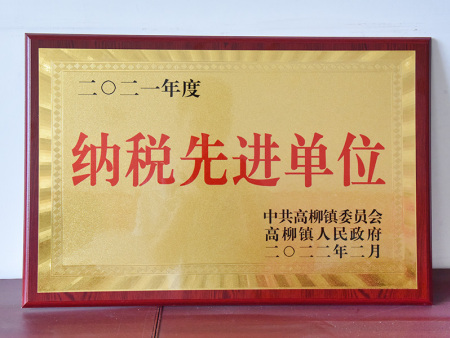 二〇二一年度
纳税先进单位
中共高柳镇委员会
高柳镇人民政府
二〇二二年二月